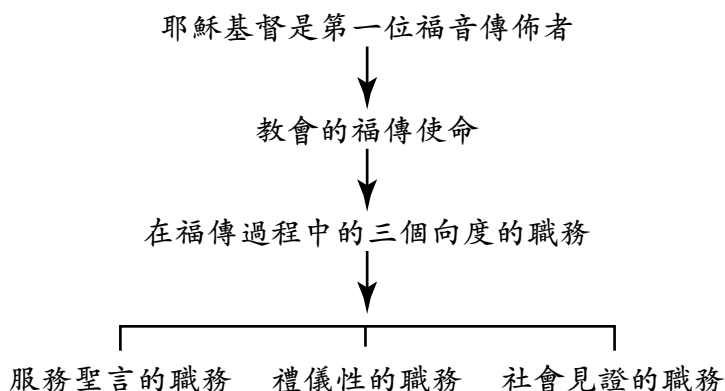 耶穌基督是第一位福音傳佈者
教會的福傳使命
在福傳過程中的三個向度的職務
服務聖言的職務 禮儀性的職務 社會見證的職務